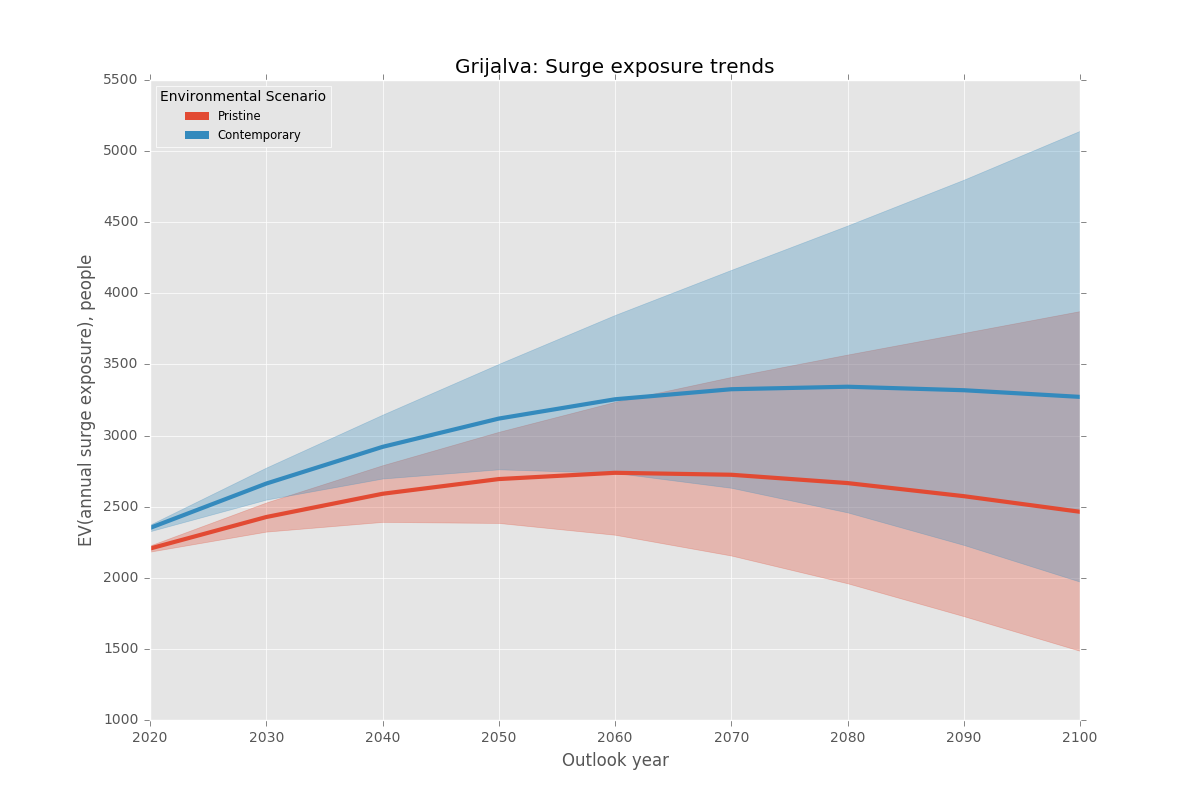 Grijalva: Surge exposure trends
Environmental Scenario
Pristine
Contemporary
EV(annual surge exposure), people
5500
5000
4500
4000
3500
3000
2500
2000
1500
1000
2020 2030 2040 2050 2060 2070 2080 2090 2100
Outlook year